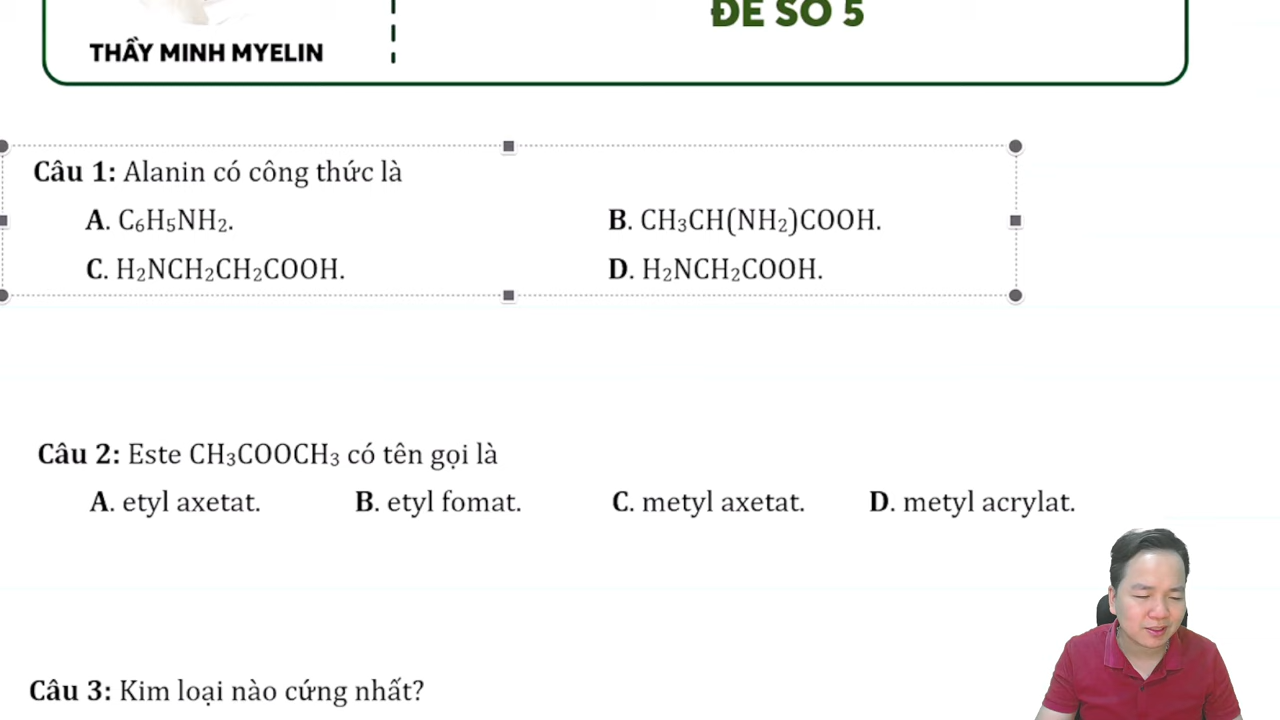 ĐỀ SỐ 5
THẦY MINH MYELIN
Câu 1: Alanin có công thức là
A. C₆H₅NH₂.
B. CH₃CH(NH₂)COOH.
C. H₂NCH₂CH₂COOH.
D. H₂NCH₂COOH.
Câu 2: Este CH₃COOCH₃ có tên gọi là
A. etyl axetat.
B. etyl fomat.
C. metyl axetat.
D. metyl acrylat.
Câu 3: Kim loại nào cứng nhất?